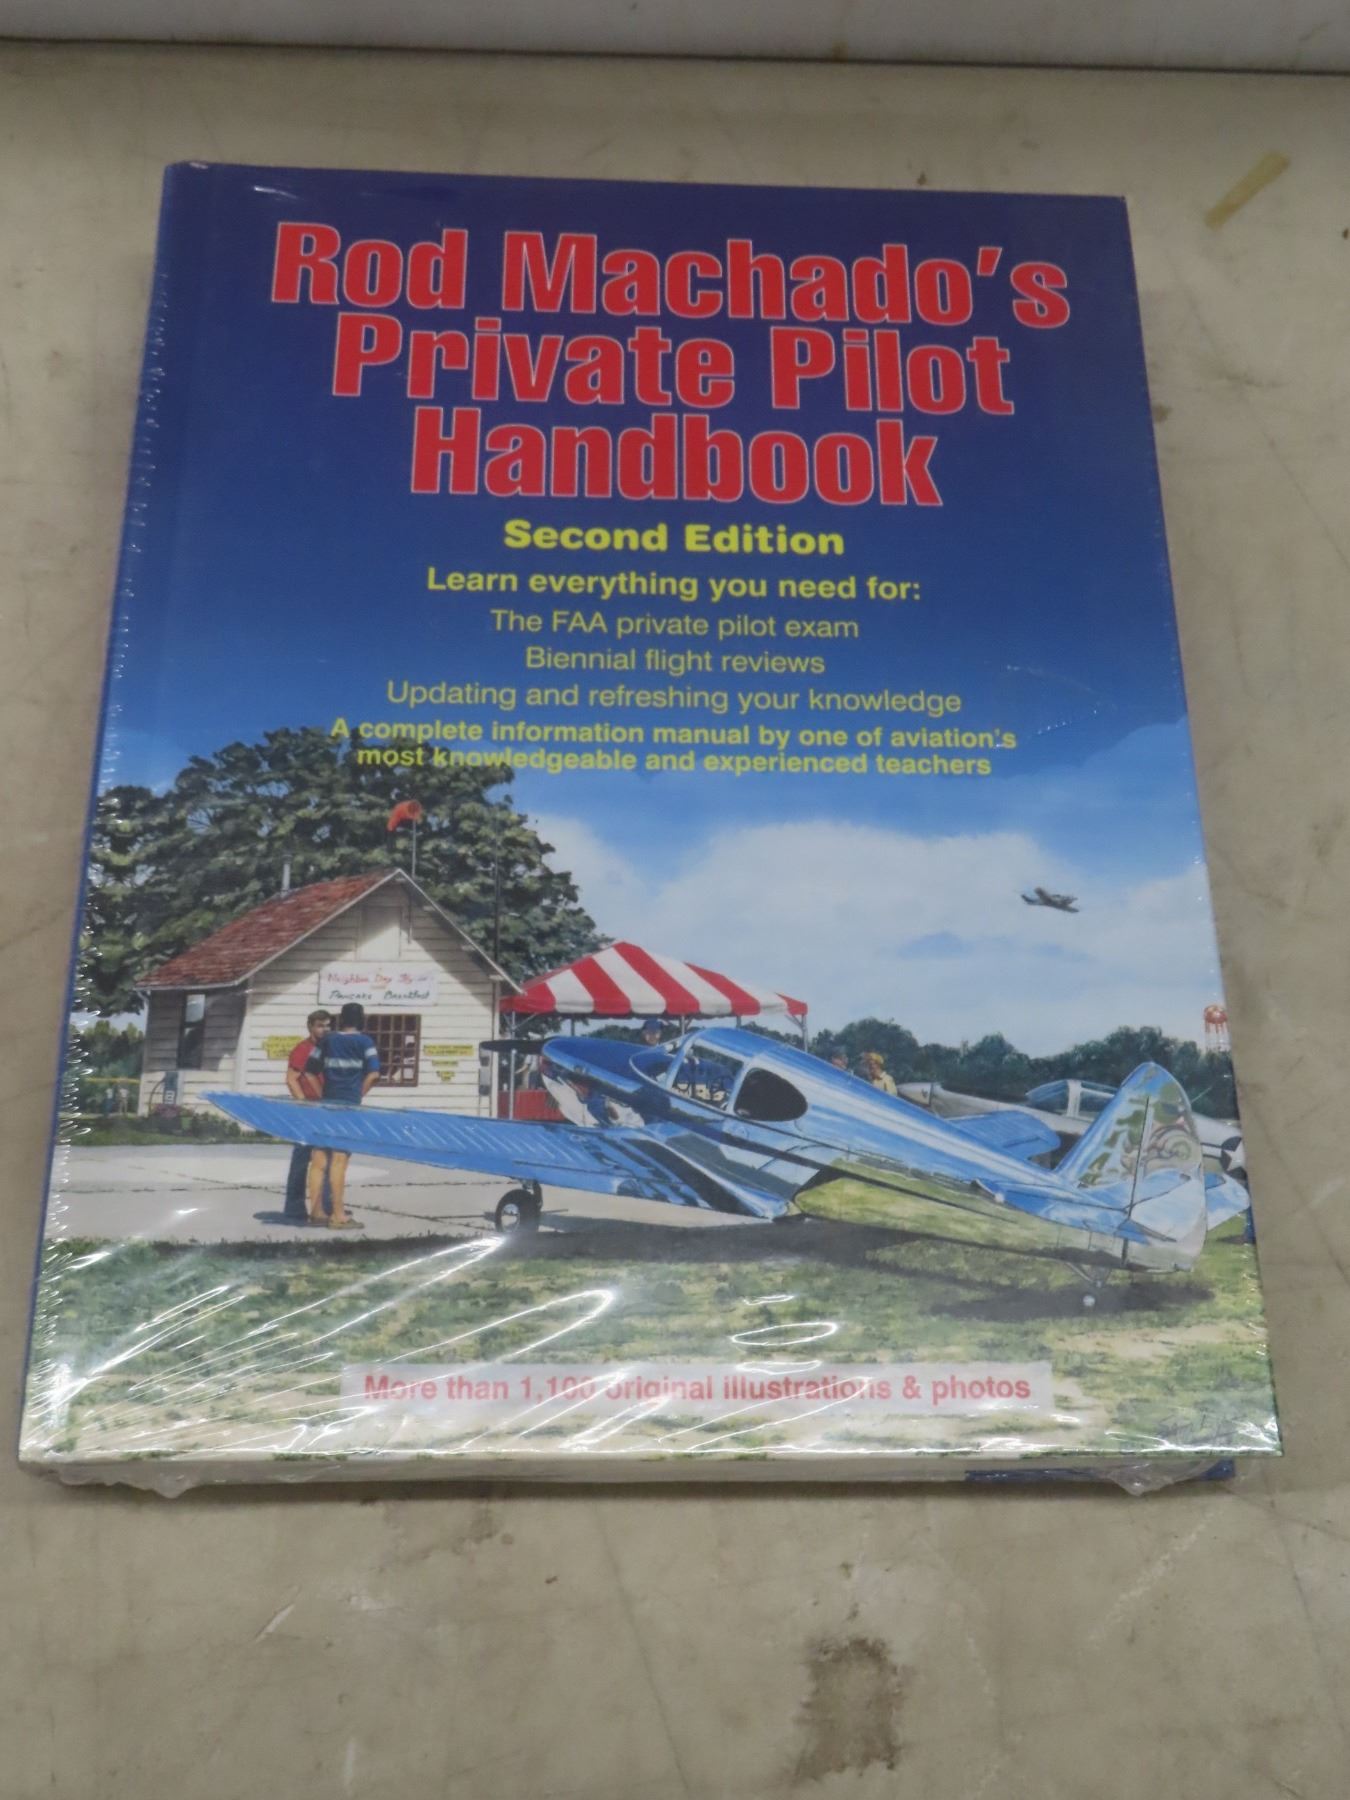 Rod Machado's
Private Pilot
Handbook
Second Edition
Learn everything you need for:
The FAA private pilot exam
Biennial flight reviews
Updating and refreshing your knowledge
A complete information manual by one of aviation's
most knowledgeable and experienced teachers
Pancake Breakfast
More than 1,100 original illustrations & photos